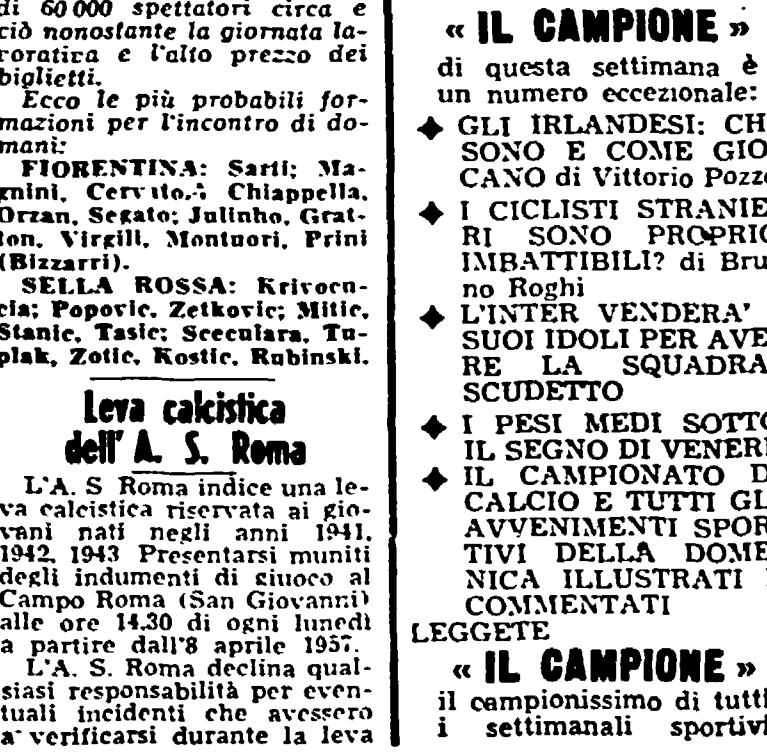 di 60 000 spettatori circa e
ciò nonostante la giornata la-
vorativa e l'alto prezzo dei
biglietti.
Ecco le più probabili for-
mazioni per l'incontro di do-
mani:
FIORENTINA: Sarti; Ma-
gnini, Cervato, Chiappella,
Orzan, Segato; Julinho, Grat-
ton, Virgili, Montuori, Prini
(Bizzarri).
SELLA ROSSA: Krivocu-
cia; Popovic, Zetkovic; Mitic,
Stanic, Tasic; Sceculara, Tu-
plak, Zotic, Kostic, Rubinski.
Leva calcistica
dell' A. S. Roma
L'A. S Roma indice una le-
va calcistica riservata ai gio-
vani nati negli anni 1941,
1942, 1943 Presentarsi muniti
degli indumenti di giuoco al
Campo Roma (San Giovanni)
alle ore 14.30 di ogni lunedì
a partire dall'8 aprile 1957.
L'A. S. Roma declina qual-
siasi responsabilità per even-
tuali incidenti che avessero
a verificarsi durante la leva
« IL CAMPIONE »
di questa settimana è
un numero eccezionale:
GLI IRLANDESI: CHI
SONO E COME GIO-
CANO di Vittorio Pozzo
I CICLISTI STRANIE-
RI SONO PROPRIO
IMBATTIBILI? di Bru-
no Roghi
L'INTER VENDERA'
SUOI IDOLI PER AVE-
RE LA SQUADRA
SCUDETTO
I PESI MEDI SOTTO
IL SEGNO DI VENERE
IL CAMPIONATO DI
CALCIO E TUTTI GLI
AVVENIMENTI SPOR-
TIVI DELLA DOME-
NICA ILLUSTRATI
COMMENTATI
LEGGETE
« IL CAMPIONE »
il campionissimo di tutti
i settimanali sportivi